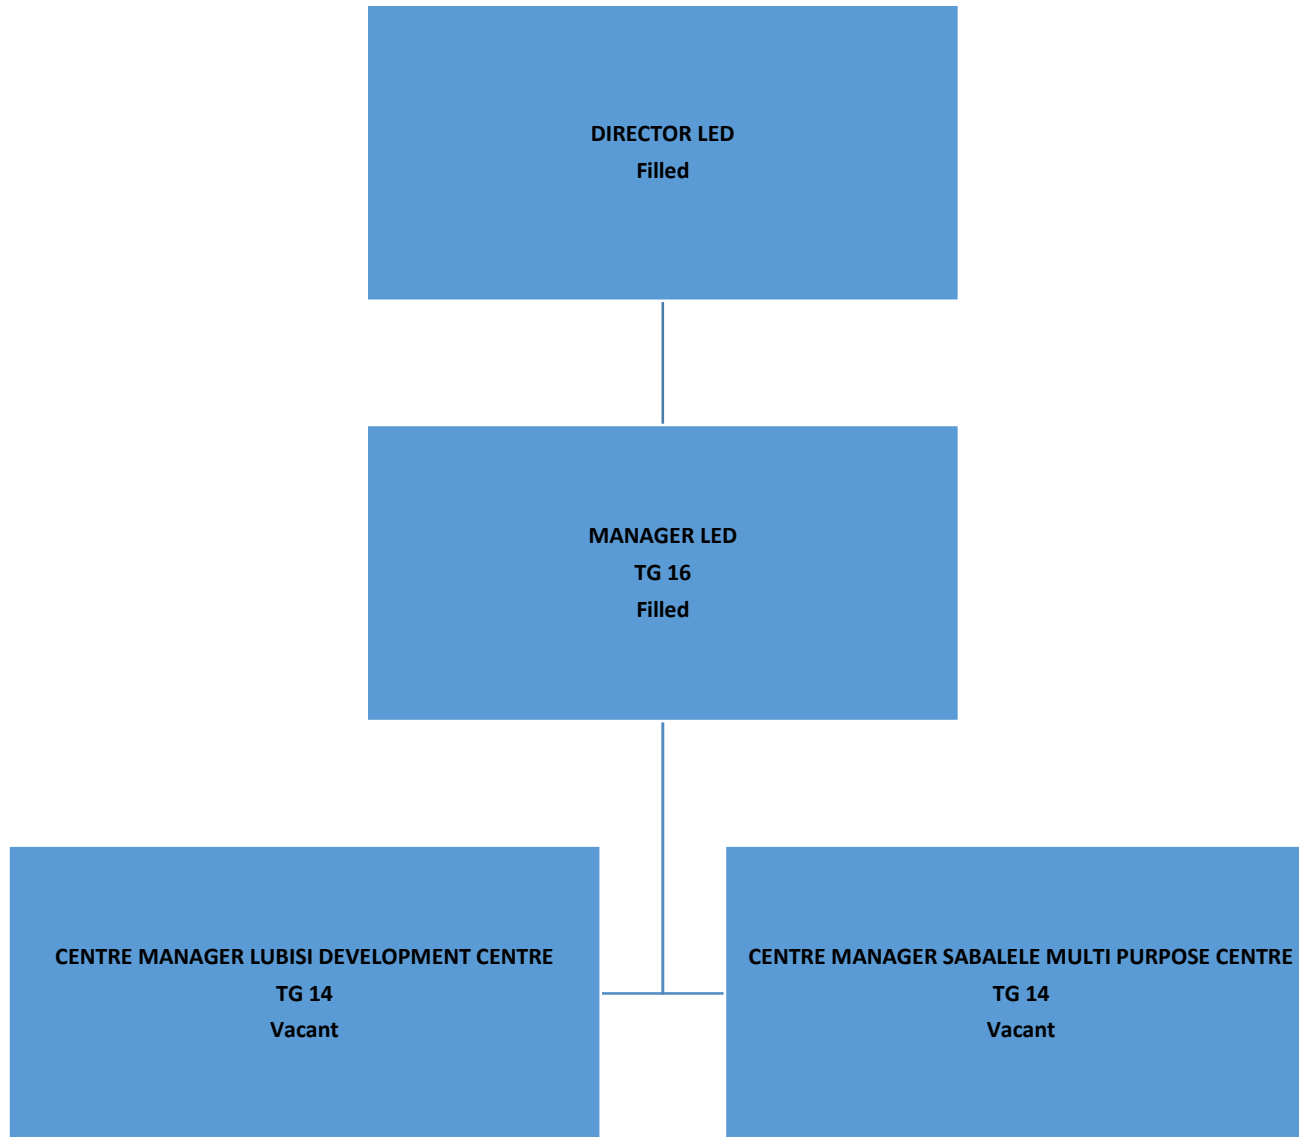 DIRECTOR LED
Filled
MANAGER LED
TG 16
Filled
CENTRE MANAGER LUBISI DEVELOPMENT CENTRE
TG 14
Vacant
CENTRE MANAGER SABALELE MULTI PURPOSE CENTRE
TG 14
Vacant